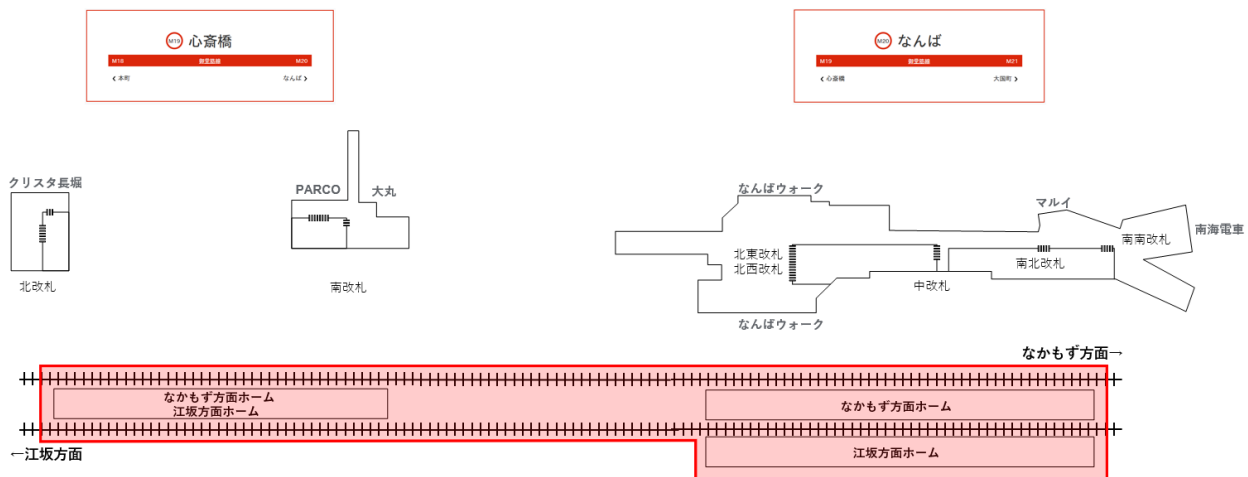 M19 心斎橋
M18 御堂筋線 M20
‹ 本町 なんば ›
M20 なんば
M19 御堂筋線 M21
‹ 心斎橋 大国町 ›
クリスタ長堀
北改札
PARCO 大丸
南改札
なんばウォーク
マルイ
南海電車
南南改札
北東改札
北西改札
南北改札
中改札
なんばウォーク
なかもず方面→
なかもず方面ホーム
江坂方面ホーム
なかもず方面ホーム
江坂方面ホーム
←江坂方面